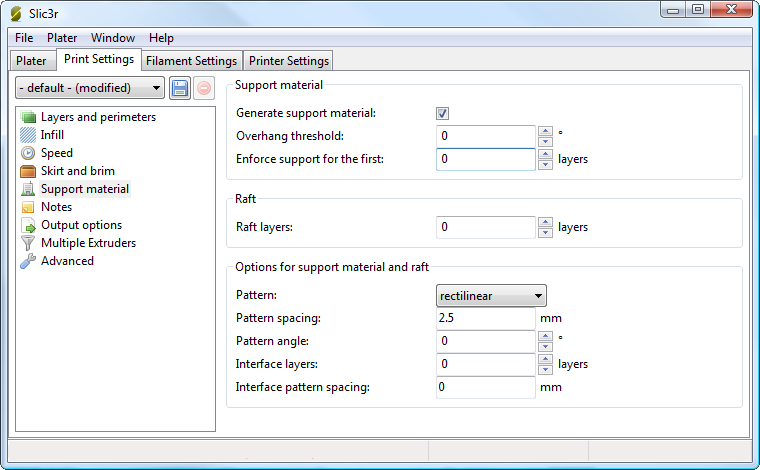 Slic3r
File Plater Window Help
Plater Print Settings Filament Settings Printer Settings
- default - (modified)
Layers and perimeters
Infill
Speed
Skirt and brim
Support material
Notes
Output options
Multiple Extruders
Advanced
Support material
Generate support material:
Overhang threshold: 0 °
Enforce support for the first: 0 layers
Raft
Raft layers: 0 layers
Options for support material and raft
Pattern: rectilinear
Pattern spacing: 2.5 mm
Pattern angle: 0 °
Interface layers: 0 layers
Interface pattern spacing: 0 mm